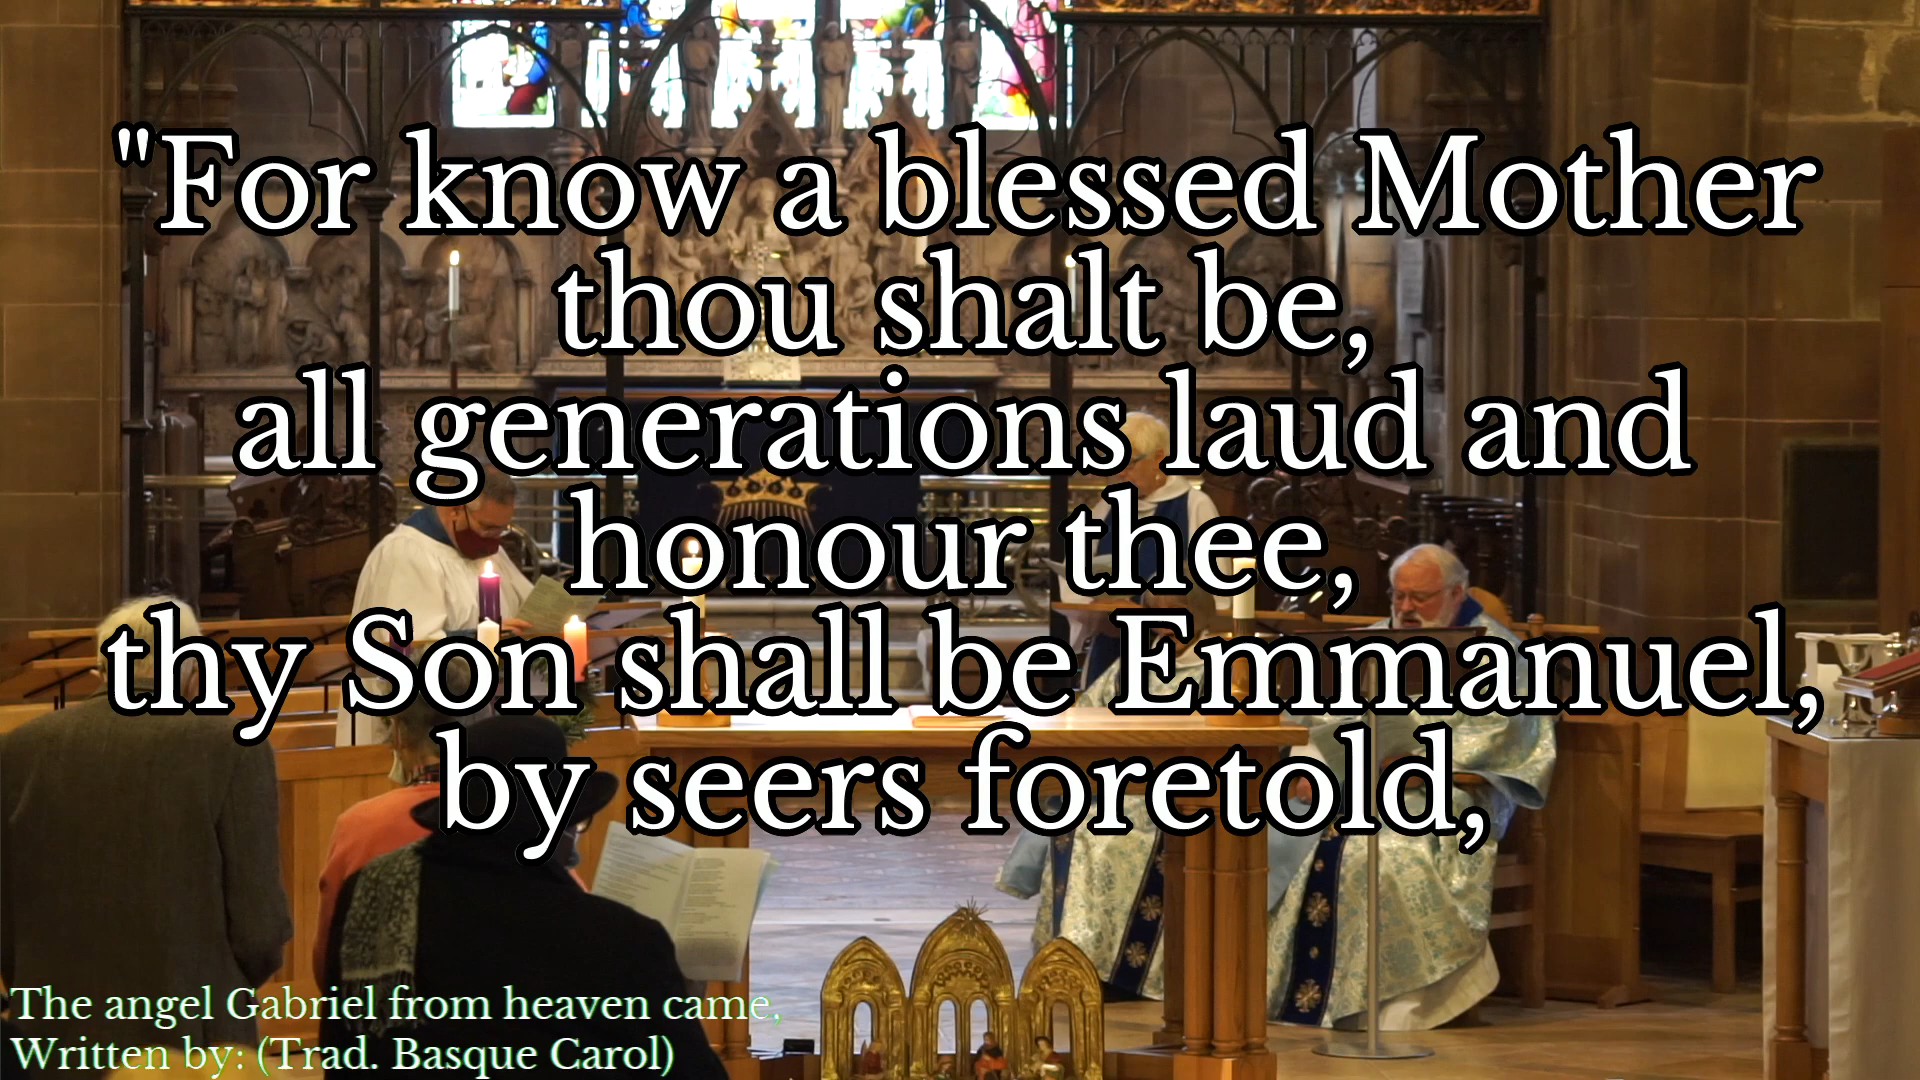 "For know a blessed Mother
thou shalt be,
all generations laud and
honour thee,
thy Son shall be Emmanuel,
by seers foretold,
The angel Gabriel from heaven came,
Written by: (Trad. Basque Carol)